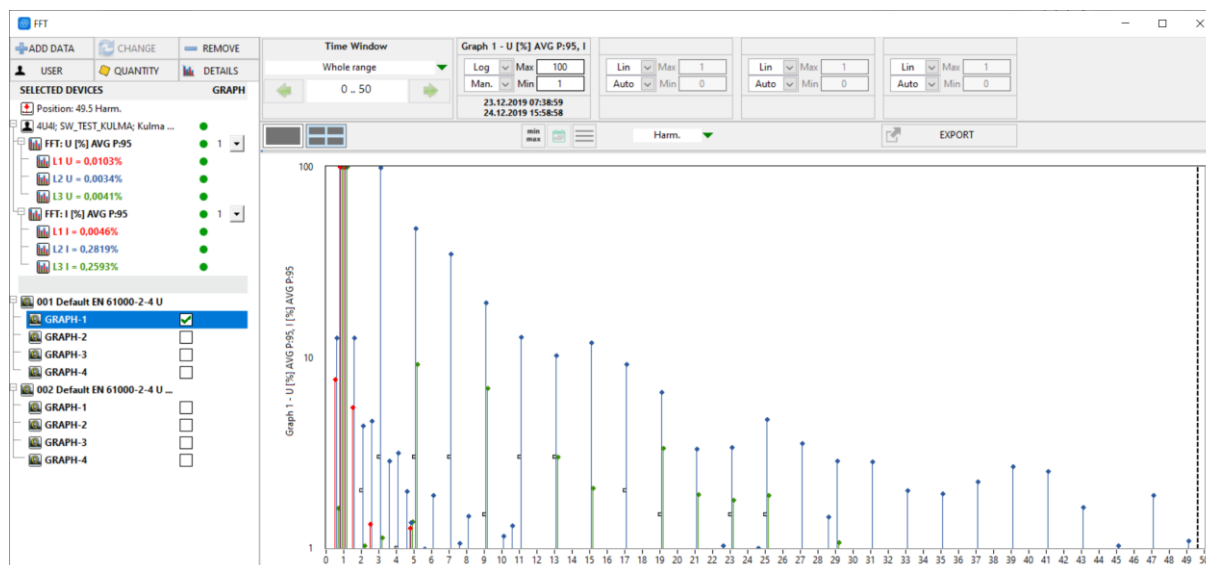 FFT
ADD DATA CHANGE REMOVE
USER QUANTITY DETAILS
SELECTED DEVICES GRAPH
Position: 49.5 Harm.
4U4I; SW_TEST_KULMA; Kulma ...
FFT: U [%] AVG P:95 1
L1 U = 0,0103%
L2 U = 0,0034%
L3 U = 0,0041%
FFT: I [%] AVG P:95 1
L1 I = 0,0046%
L2 I = 0,2819%
L3 I = 0,2593%
001 Default EN 61000-2-4 U
GRAPH-1
GRAPH-2
GRAPH-3
GRAPH-4
002 Default EN 61000-2-4 U ...
GRAPH-1
GRAPH-2
GRAPH-3
GRAPH-4
Time Window
Whole range
0 .. 50
Graph 1 - U [%] AVG P:95, I
Log Max 100
Man. Min 1
23.12.2019 07:38:59
24.12.2019 15:58:58
Lin Max 1
Auto Min 0
Lin Max 1
Auto Min 0
Lin Max 1
Auto Min 0
min
max
Harm.
EXPORT
Graph 1 - U [%] AVG P:95, I [%] AVG P:95
100
10
1
0 1 2 3 4 5 6 7 8 9 10 11 12 13 14 15 16 17 18 19 20 21 22 23 24 25 26 27 28 29 30 31 32 33 34 35 36 37 38 39 40 41 42 43 44 45 46 47 48 49 50